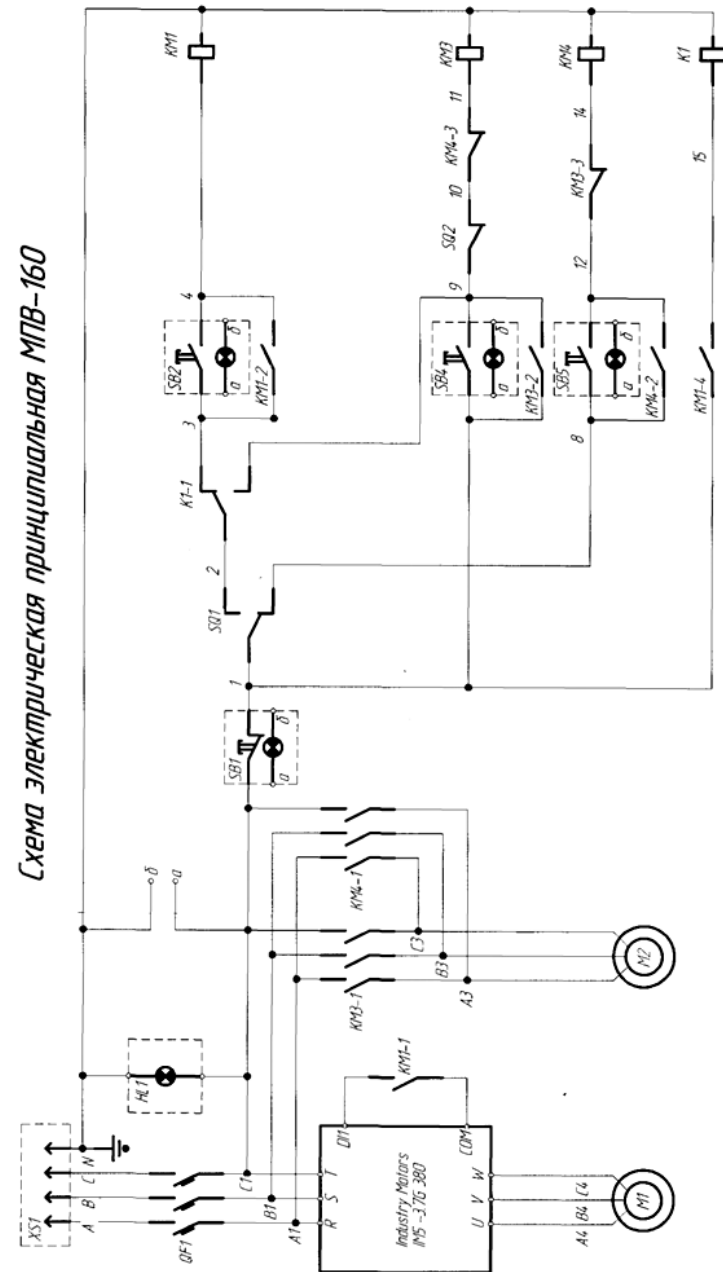 Схема электрическая принципиальная МПВ-160
XS1
A
B
C
N
HL1
б
а
QF1
A1
B1
C1
R
S
T
Industry Motors
IMS -3.7G 380
DI1
COM
KM1-1
U
V
W
A4
B4
C4
M1
KM3-1
KM4-1
A3
B3
C3
M2
SB1
а
б
1
SQ1
2
K1-1
3
SB2
а
б
KM1-2
4
KM1
SB4
а
б
KM3-2
9
SQ2
10
KM4-3
11
KM3
8
SB5
а
б
KM4-2
12
KM3-3
14
KM4
KM1-4
15
K1